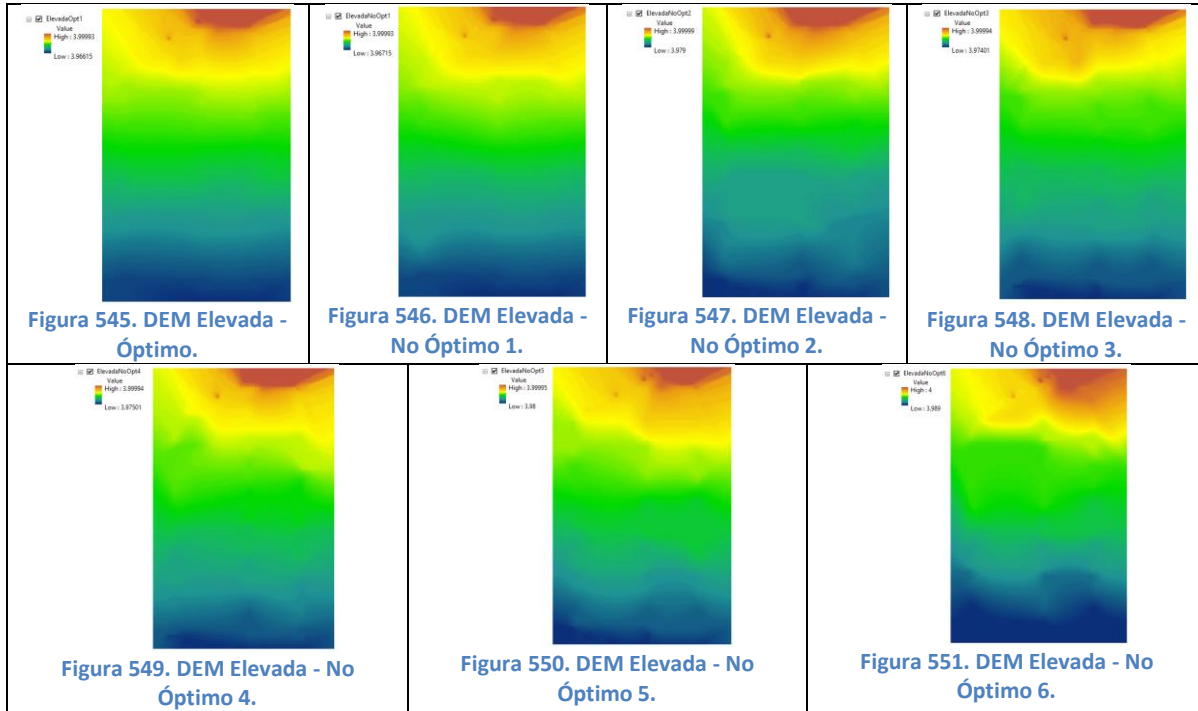 ElevadaOpt1
Value
High : 3.99993
Low : 3.96615
Figura 545. DEM Elevada -
Óptimo.
ElevadaNoOpt1
Value
High : 3.99993
Low : 3.96715
Figura 546. DEM Elevada -
No Óptimo 1.
ElevadaNoOpt2
Value
High : 3.99999
Low : 3.979
Figura 547. DEM Elevada -
No Óptimo 2.
ElevadaNoOpt3
Value
High : 3.99994
Low : 3.97401
Figura 548. DEM Elevada -
No Óptimo 3.
ElevadaNoOpt4
Value
High : 3.99994
Low : 3.97501
Figura 549. DEM Elevada - No
Óptimo 4.
ElevadaNoOpt5
Value
High : 3.99995
Low : 3.98
Figura 550. DEM Elevada - No
Óptimo 5.
ElevadaNoOpt6
Value
High : 4
Low : 3.989
Figura 551. DEM Elevada - No
Óptimo 6.